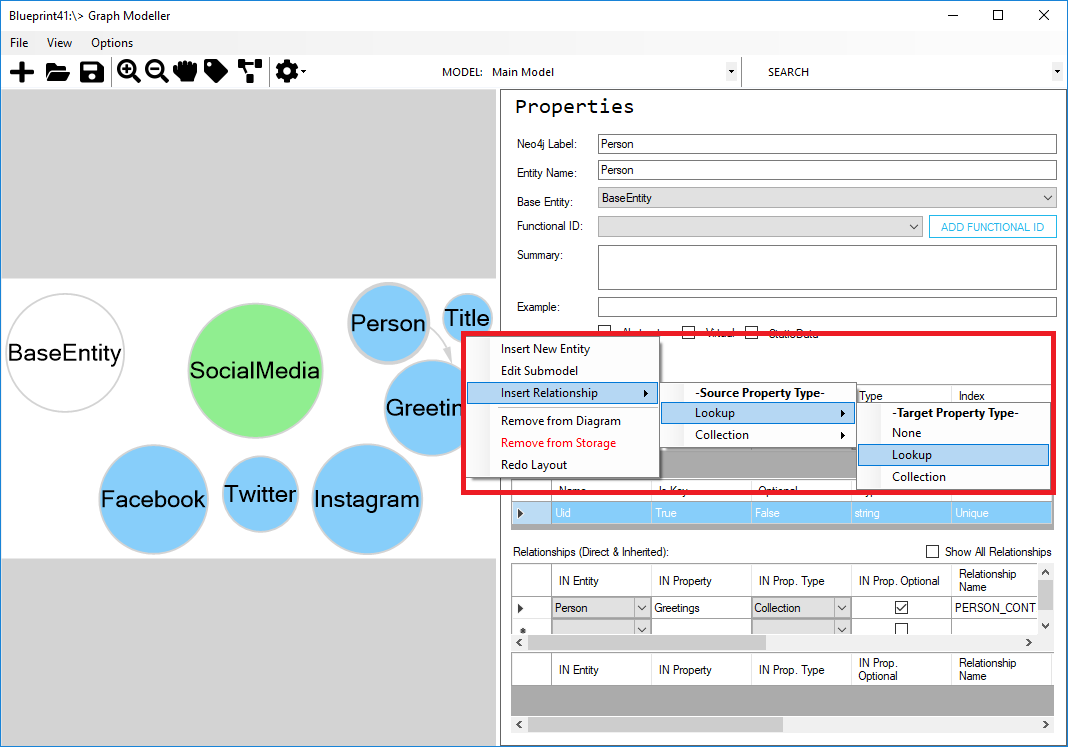 Blueprint41:\> Graph Modeller
File View Options
MODEL: Main Model SEARCH
Properties
Neo4j Label: Person
Entity Name: Person
Base Entity: BaseEntity
Functional ID: ADD FUNCTIONAL ID
Summary:
Example:
BaseEntity
SocialMedia
Person
Title
Facebook
Twitter
Instagram
Insert New Entity
Edit Submodel
Insert Relationship
Remove from Diagram
Remove from Storage
Redo Layout
-Source Property Type-
Lookup
Collection
Type Index
-Target Property Type-
None
Lookup
Collection
Name Is Key Optional
Uid True False string Unique
Relationships (Direct & Inherited): Show All Relationships
IN Entity IN Property IN Prop. Type IN Prop. Optional Relationship Name
Person Greetings Collection PERSON_CONT
IN Entity IN Property IN Prop. Type IN Prop. Optional Relationship Name